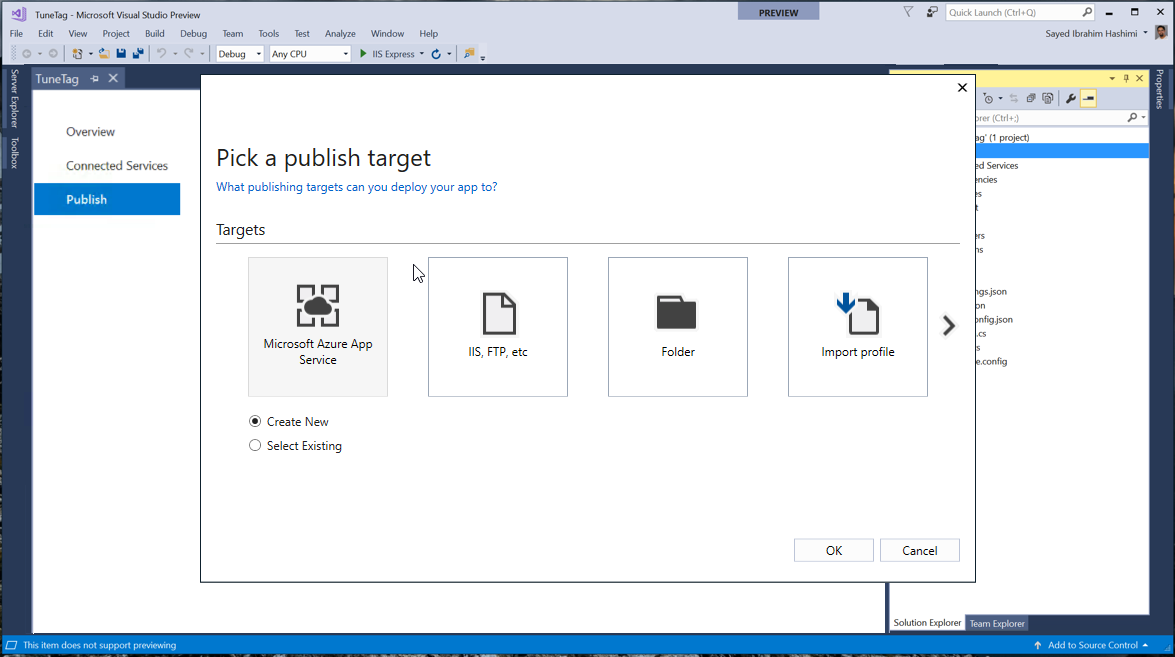 TuneTag - Microsoft Visual Studio Preview
PREVIEW
Quick Launch (Ctrl+Q)
File Edit View Project Build Debug Team Tools Test Analyze Window Help
Sayed Ibrahim Hashimi
Debug Any CPU IIS Express
Server Explorer
Toolbox
TuneTag
Overview
Connected Services
Publish
Pick a publish target
What publishing targets can you deploy your app to?
Targets
Microsoft Azure App
Service
IIS, FTP, etc
Folder
Import profile
Create New
Select Existing
OK
Cancel
orer (Ctrl+;)
ag' (1 project)
ed Services
encies
es
t
ers
ns
ngs.json
on
onfig.json
.cs
s
e.config
Properties
Solution Explorer
Team Explorer
This item does not support previewing
Add to Source Control